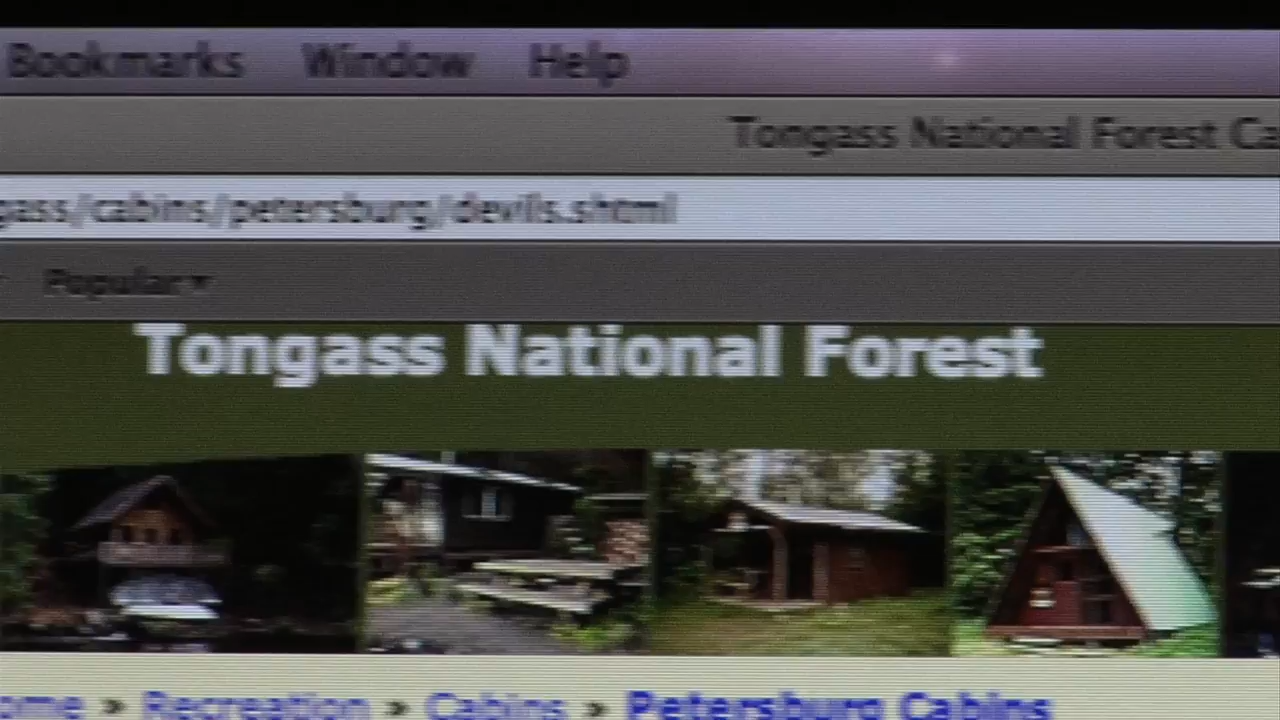 Bookmarks Window Help
Tongass National Forest Ca
gass/cabins/petersburg/devils.shtml
Popular
Tongass National Forest
ome » Recreation » Cabins » Petersburg Cabins